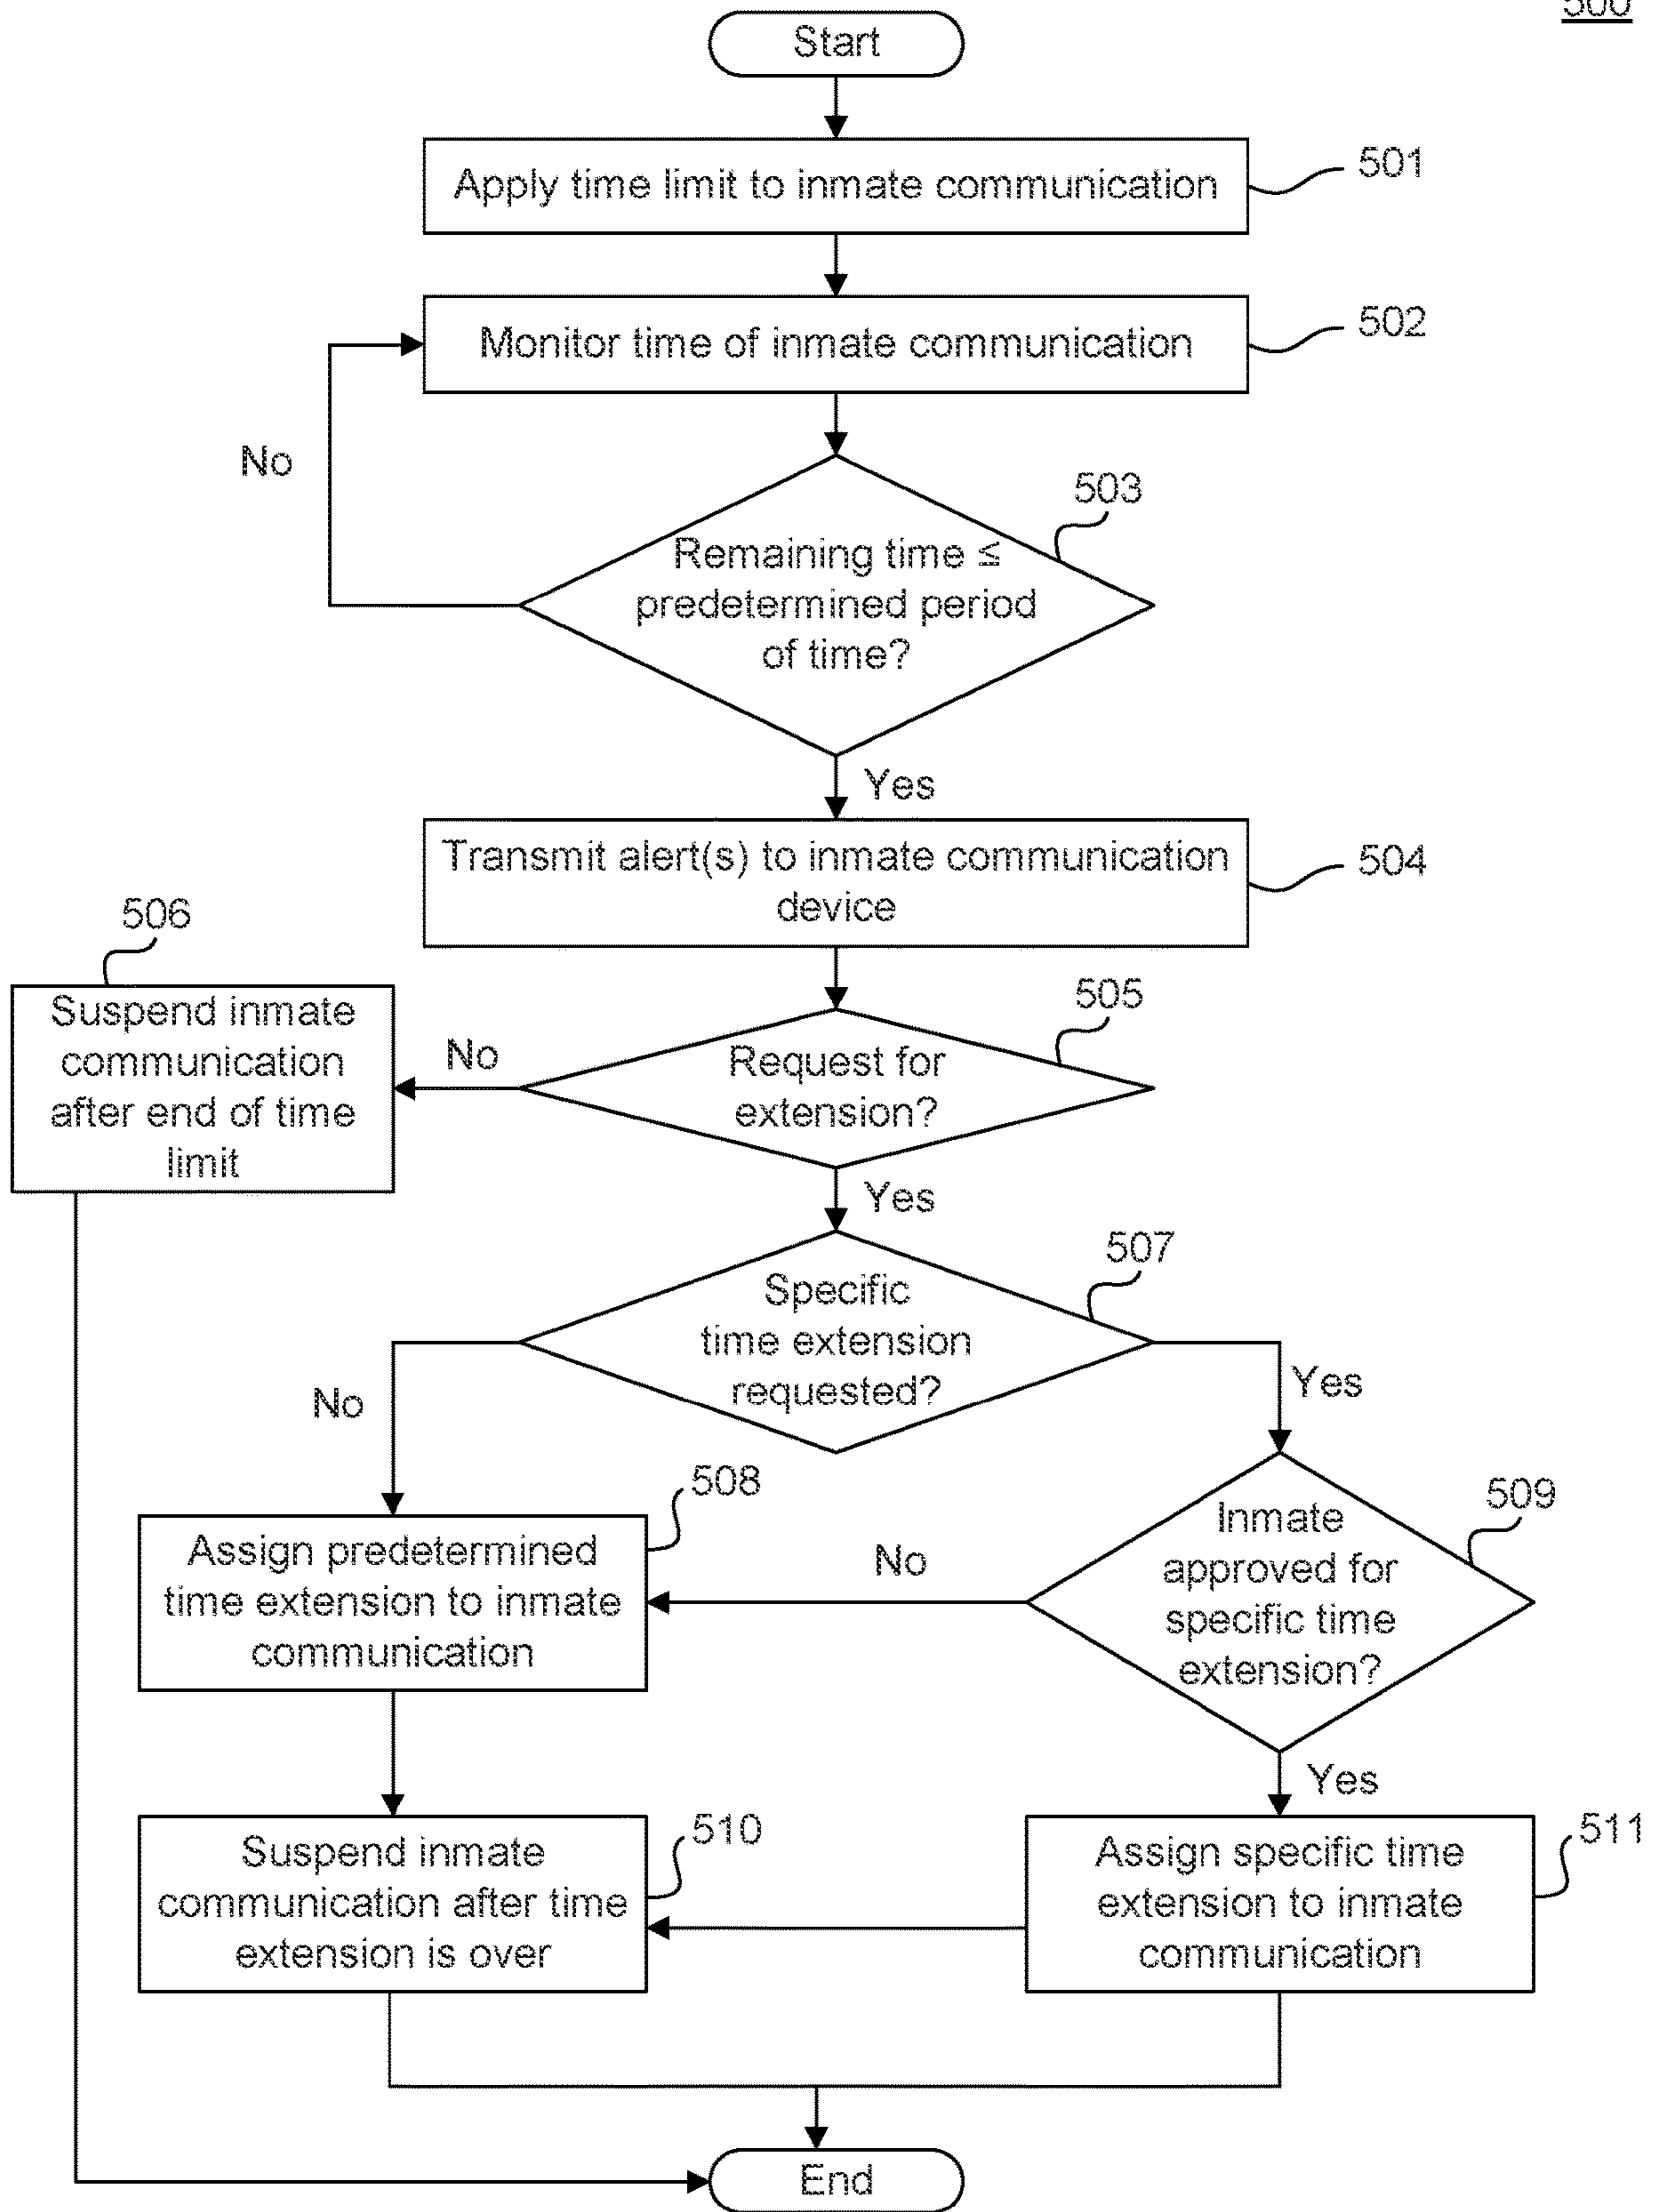 500
Start
Apply time limit to inmate communication
501
Monitor time of inmate communication
502
No
503
Remaining time ≤
predetermined period
of time?
Yes
Transmit alert(s) to inmate communication
device
504
506
Suspend inmate
communication
after end of time
limit
No
505
Request for
extension?
Yes
507
Specific
time extension
requested?
No
Yes
508
Assign predetermined
time extension to inmate
communication
No
509
Inmate
approved for
specific time
extension?
Yes
510
Suspend inmate
communication after time
extension is over
511
Assign specific time
extension to inmate
communication
End